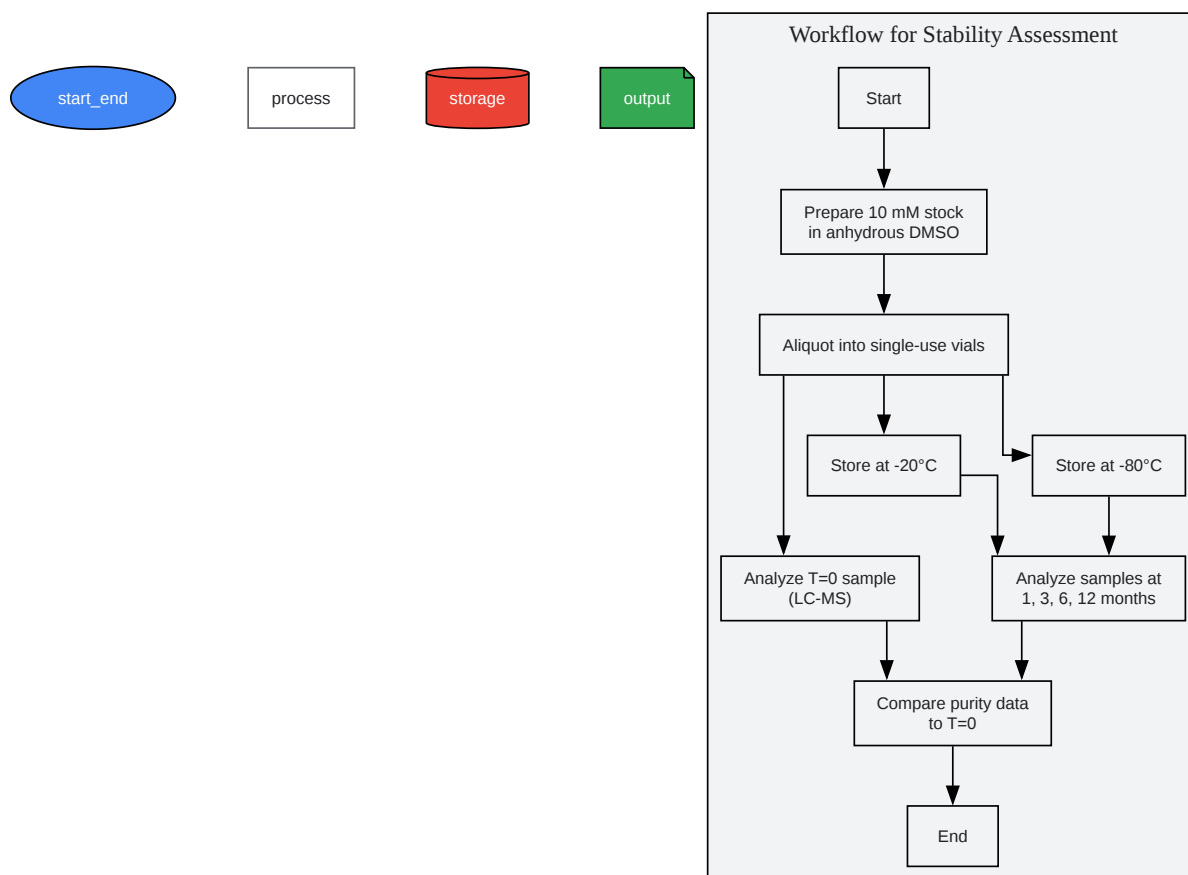 Workflow for Stability Assessment
start_end
process
storage
output
Start
Prepare 10 mM stock
in anhydrous DMSO
Aliquot into single-use vials
Store at -20°C
Store at -80°C
Analyze T=0 sample
(LC-MS)
Analyze samples at
1, 3, 6, 12 months
Compare purity data
to T=0
End